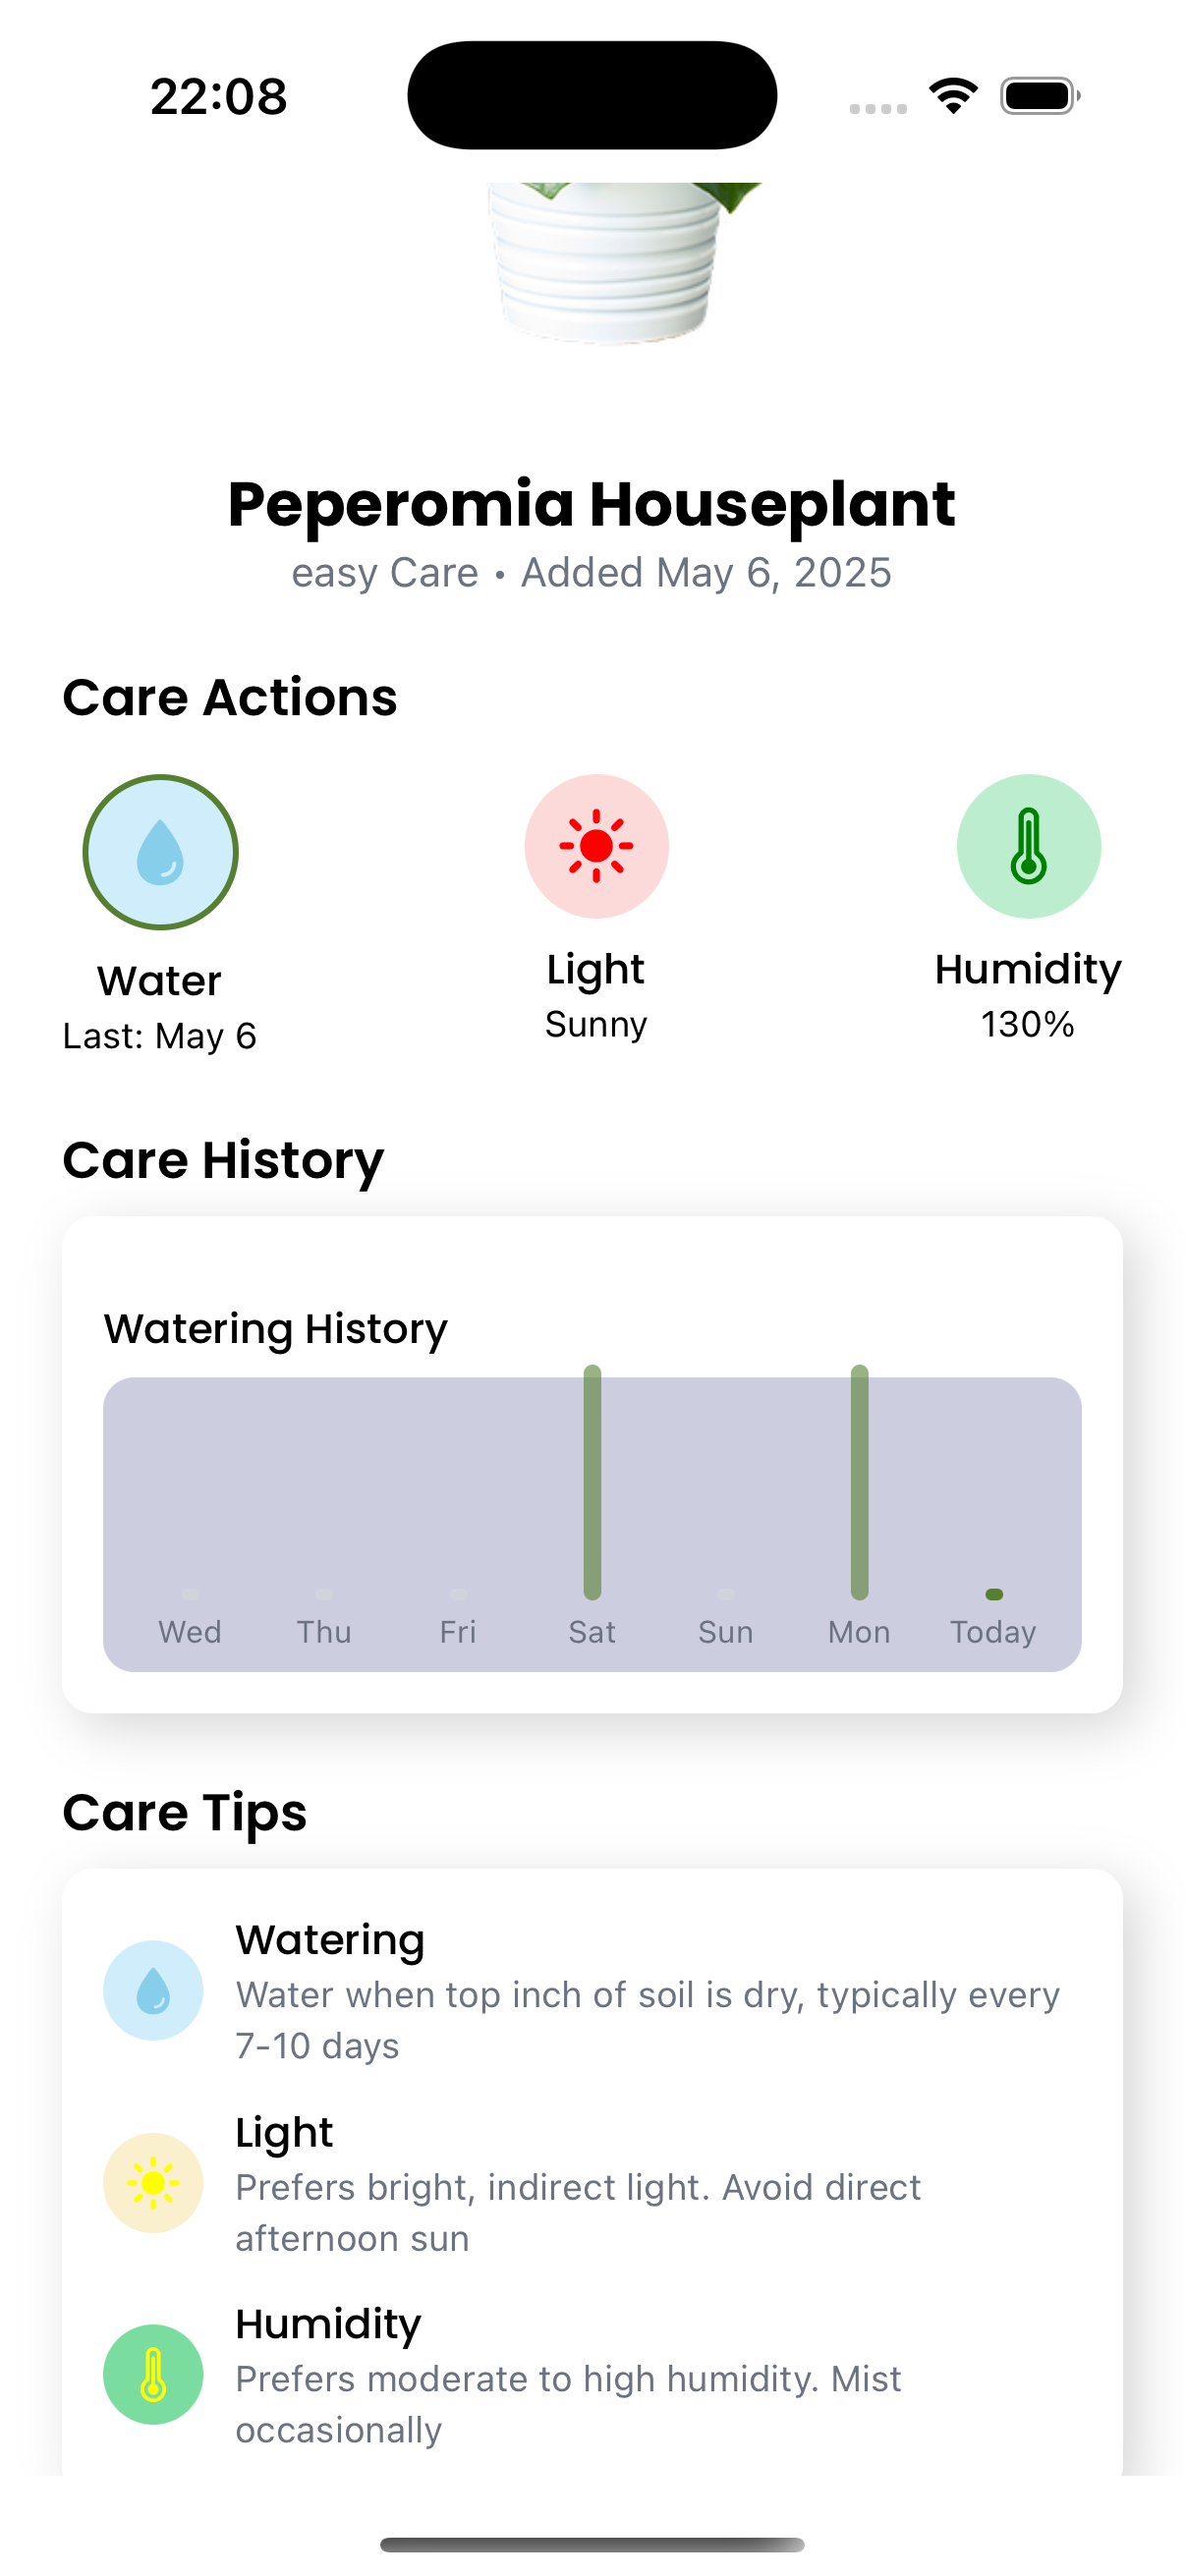 22:08
Peperomia Houseplant
easy Care • Added May 6, 2025
Care Actions
Water
Last: May 6
Light
Sunny
Humidity
130%
Care History
Watering History
Wed Thu Fri Sat Sun Mon Today
Care Tips
Watering
Water when top inch of soil is dry, typically every
7-10 days
Light
Prefers bright, indirect light. Avoid direct
afternoon sun
Humidity
Prefers moderate to high humidity. Mist
occasionally